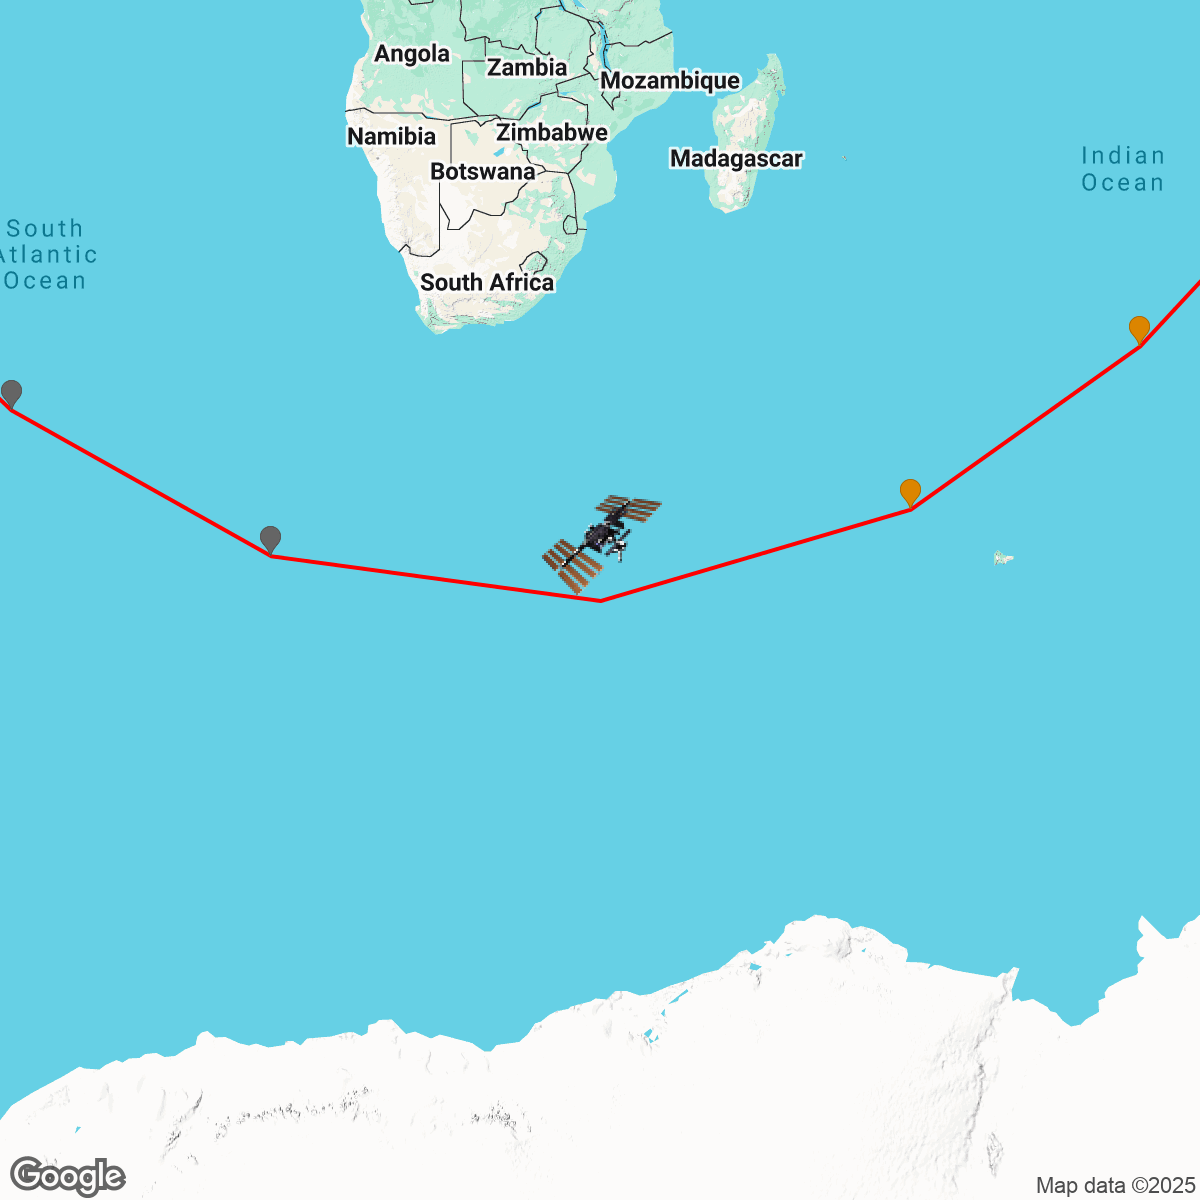 Angola
Zambia
Mozambique
Namibia
Zimbabwe
Botswana
Madagascar
Indian
Ocean
South
Atlantic
Ocean
South Africa
Google
Map data ©2025